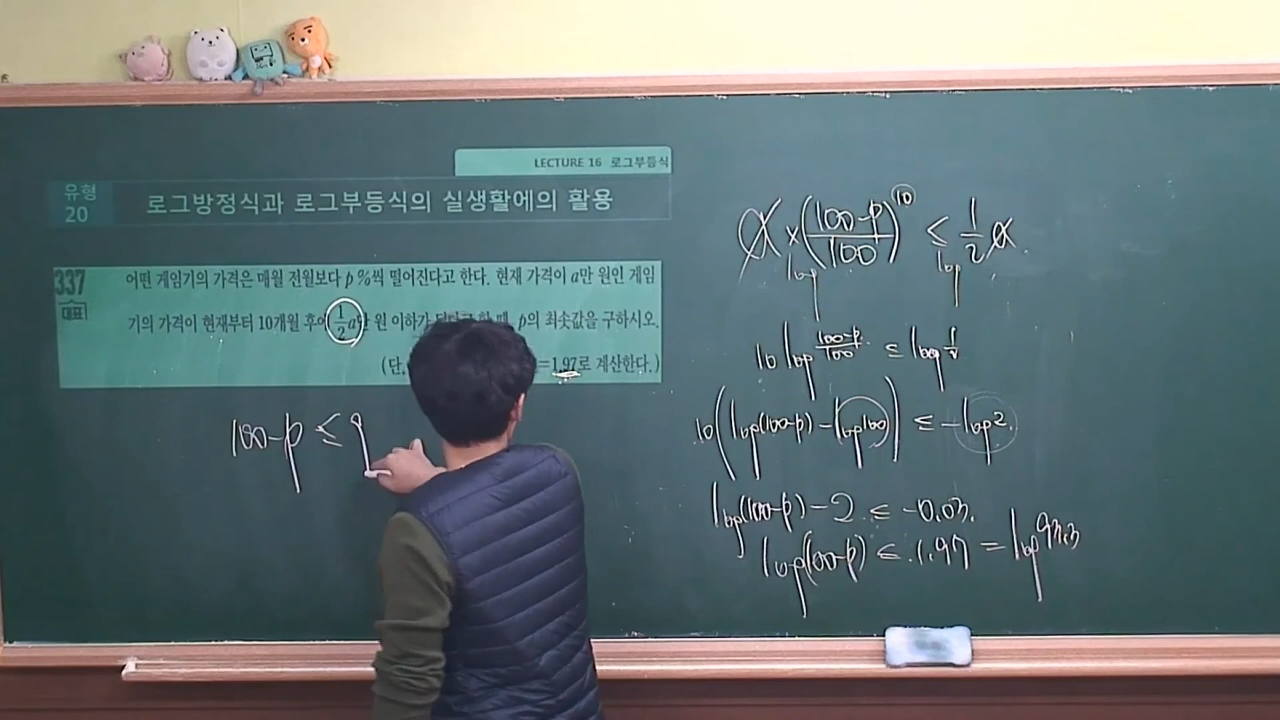 LECTURE 16 로그부등식
유형
20
로그방정식과 로그부등식의 실생활에의 활용
337
대표
어떤 게임기의 가격은 매월 전월보다 p %씩 떨어진다고 한다. 현재 가격이 a만 원인 게임
기의 가격이 현재부터 10개월 후에 1/2 a만 원 이하가 때, p의 최솟값을 구하시오.
(단, =1.97로 계산한다.)
a × ((100-p)/100)^10 ≤ 1/2 a
log log
10 log (100-p)/100 ≤ log 1/2
10(log(100-p) - log100) ≤ -log2.
log(100-p) - 2 ≤ -0.03.
log(100-p) ≤ 1.97 = log93.3
100-p ≤ 9